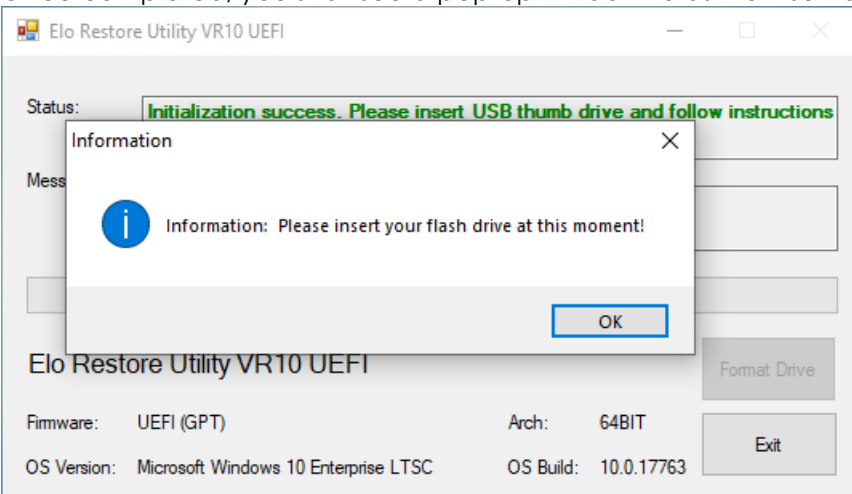 Elo Restore Utility VR10 UEFI
Status: Initialization success. Please insert USB thumb drive and follow instructions
Information
Mess
Information: Please insert your flash drive at this moment!
OK
Elo Restore Utility VR10 UEFI
Format Drive
Firmware: UEFI (GPT) Arch: 64BIT
Exit
OS Version: Microsoft Windows 10 Enterprise LTSC OS Build: 10.0.17763